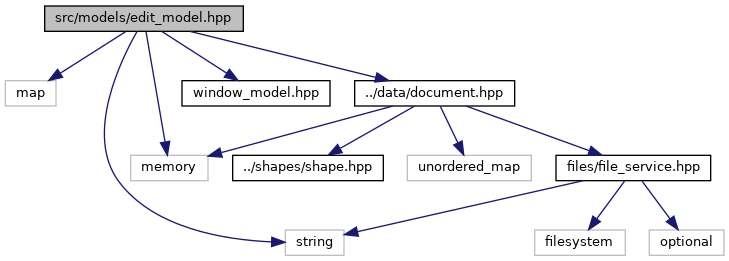 src/models/edit_model.hpp
map
window_model.hpp
../data/document.hpp
memory
../shapes/shape.hpp
unordered_map
files/file_service.hpp
string
filesystem
optional